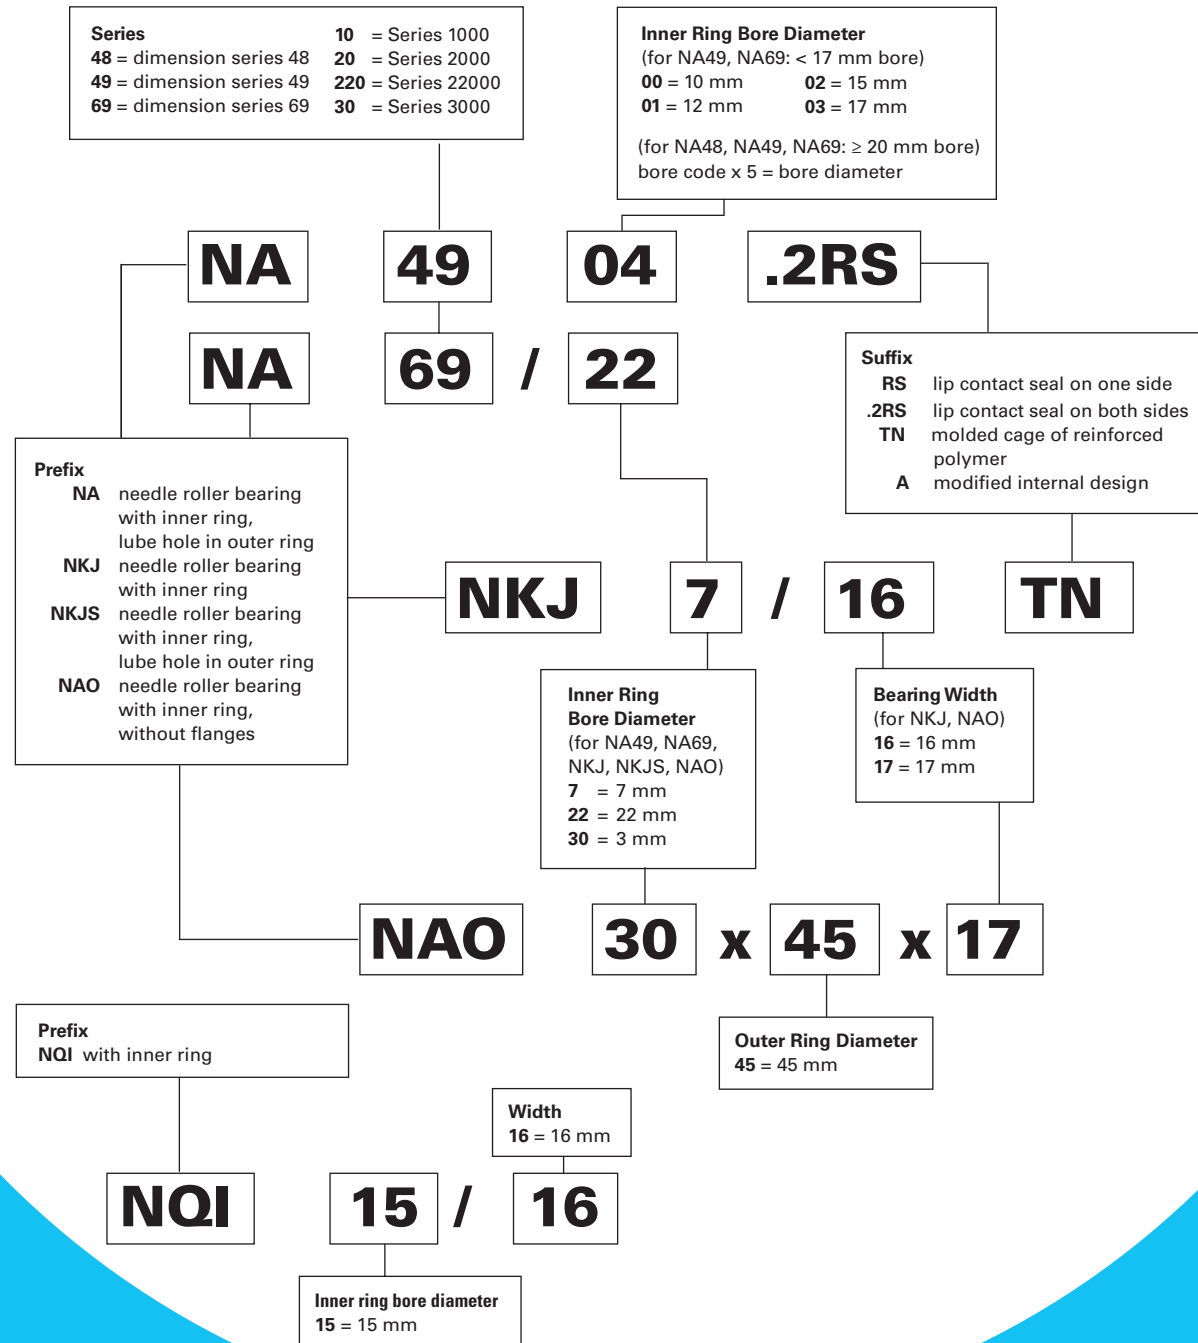 Series
48 = dimension series 48
49 = dimension series 49
69 = dimension series 69
10 = Series 1000
20 = Series 2000
220 = Series 22000
30 = Series 3000
Inner Ring Bore Diameter
(for NA49, NA69: < 17 mm bore)
00 = 10 mm 02 = 15 mm
01 = 12 mm 03 = 17 mm
(for NA48, NA49, NA69: ≥ 20 mm bore)
bore code x 5 = bore diameter
NA 49 04 .2RS
NA 69 / 22
Suffix
RS lip contact seal on one side
.2RS lip contact seal on both sides
TN molded cage of reinforced
polymer
A modified internal design
Prefix
NA needle roller bearing
with inner ring,
lube hole in outer ring
NKJ needle roller bearing
with inner ring
NKJS needle roller bearing
with inner ring,
lube hole in outer ring
NAO needle roller bearing
with inner ring,
without flanges
NKJ 7 / 16 TN
Inner Ring
Bore Diameter
(for NA49, NA69,
NKJ, NKJS, NAO)
7 = 7 mm
22 = 22 mm
30 = 3 mm
Bearing Width
(for NKJ, NAO)
16 = 16 mm
17 = 17 mm
NAO 30 x 45 x 17
Outer Ring Diameter
45 = 45 mm
Prefix
NQI with inner ring
Width
16 = 16 mm
NQI 15 / 16
Inner ring bore diameter
15 = 15 mm